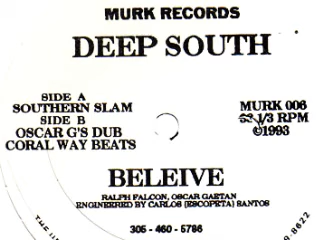 MURK RECORDS
DEEP SOUTH
SIDE A
SOUTHERN SLAM
SIDE B
OSCAR G'S DUB
CORAL WAY BEATS
MURK 006
33 1/3 RPM
©1993
BELEIVE
RALPH FALCON, OSCAR GAETAN
ENGINEERED BY CARLOS (ESCOPETA) SANTOS
305 - 460 - 5786